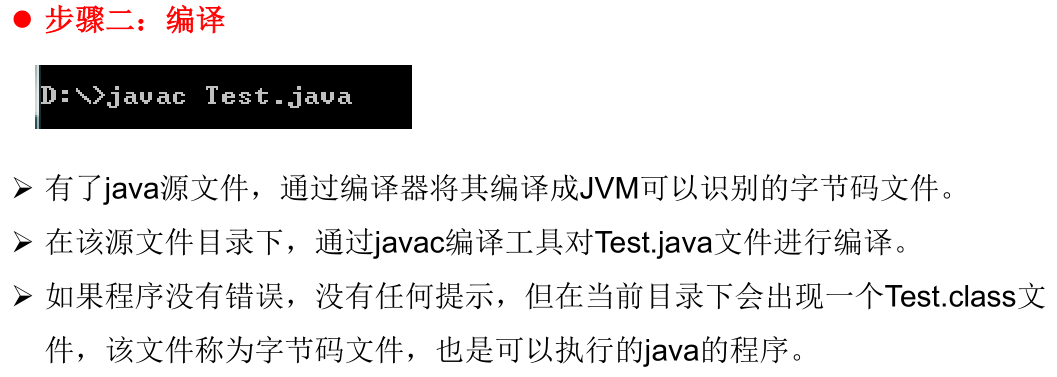 ● 步骤二：编译
D:\>javac Test.java
➢ 有了java源文件，通过编译器将其编译成JVM可以识别的字节码文件。
➢ 在该源文件目录下，通过javac编译工具对Test.java文件进行编译。
➢ 如果程序没有错误，没有任何提示，但在当前目录下会出现一个Test.class文
件，该文件称为字节码文件，也是可以执行的java的程序。